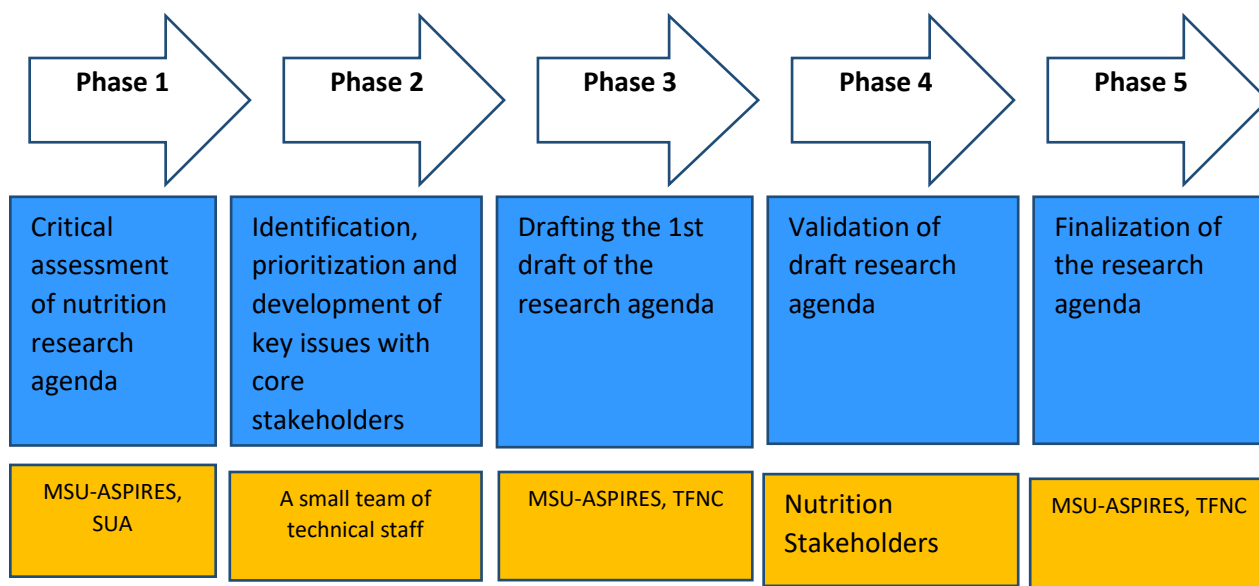 Phase 1
Phase 2
Phase 3
Phase 4
Phase 5
Critical
assessment
of nutrition
research
agenda
Identification,
prioritization and
development of
key issues with
core
stakeholders
Drafting the 1st
draft of the
research agenda
Validation of
draft research
agenda
Finalization of
the research
agenda
MSU-ASPIRES,
SUA
A small team of
technical staff
MSU-ASPIRES, TFNC
Nutrition
Stakeholders
MSU-ASPIRES, TFNC